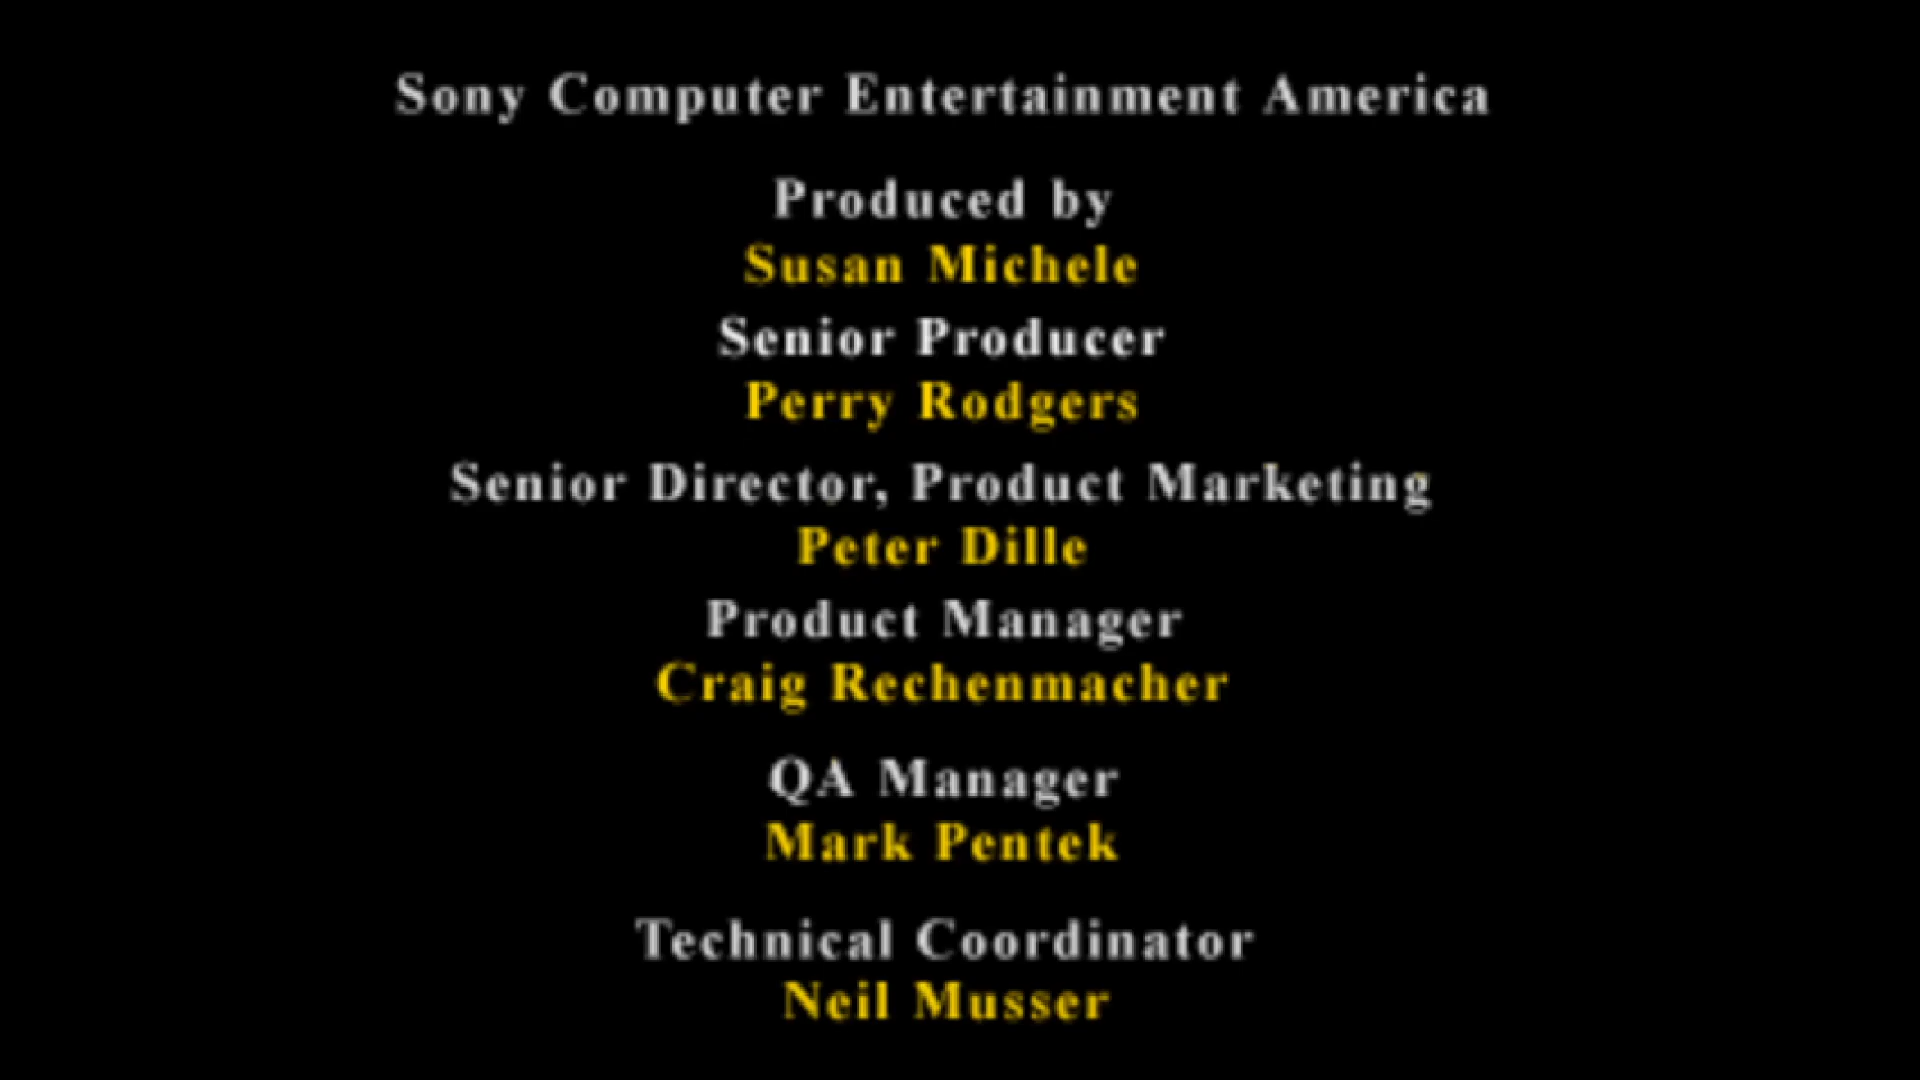 Sony Computer Entertainment America
Produced by
Susan Michele
Senior Producer
Perry Rodgers
Senior Director, Product Marketing
Peter Dille
Product Manager
Craig Rechenmacher
QA Manager
Mark Pentek
Technical Coordinator
Neil Musser